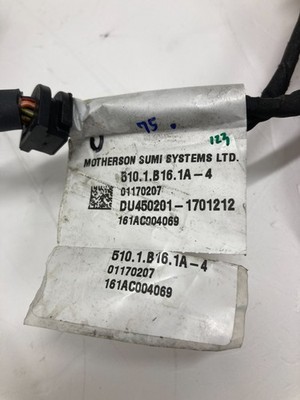 75.
123
MOTHERSON SUMI SYSTEMS LTD.
510.1.B16.1A-4
01170207
DU450201-1701212
161AC004069
510.1.B16.1A-4
01170207
161AC004069